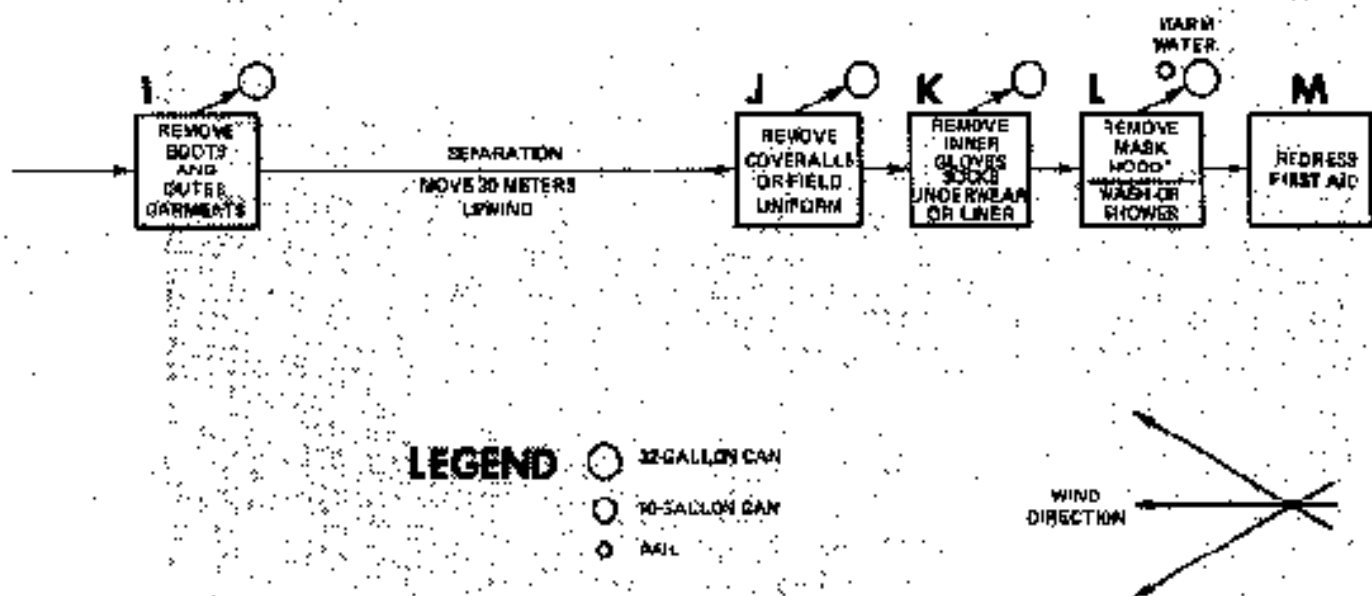 I
REMOVE
BOOTS
AND
OUTER
GARMENTS
SEPARATION
MOVE 30 METERS
UPWIND
J
REMOVE
COVERALLS
OR FIELD
UNIFORM
K
REMOVE
INNER
GLOVES
SOCKS
UNDERWEAR
OR LINER
WARM
WATER
L
REMOVE
MASK
HOOD*
WASH OR
SHOWER
M
REDRESS
FIRST AID
LEGEND
32-GALLON CAN
10-GALLON CAN
PAIL
WIND
DIRECTION